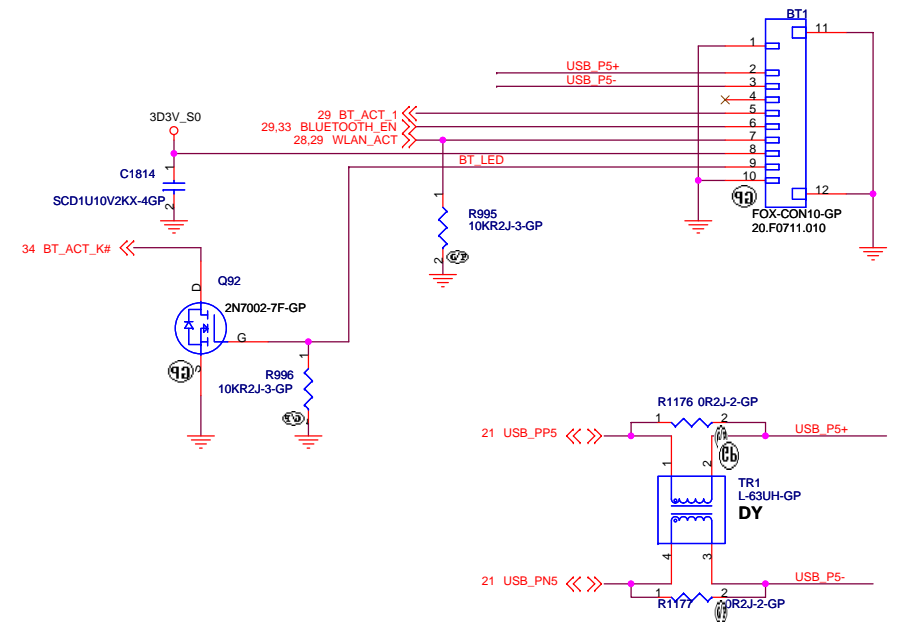 BT1
11
1
USB_P5+
2
USB_P5-
3
4
3D3V_S0
29 BT_ACT_1
5
29,33 BLUETOOTH_EN
6
28,29 WLAN_ACT
7
8
BT_LED
9
1
C1814
10
SCD1U10V2KX-4GP
2
12
1
GP
FOX-CON10-GP
20.F0711.010
R995
10KR2J-3-GP
34 BT_ACT_K#
2
G/P
Q92
D
2N7002-7F-GP
G
S
GP
1
R996
10KR2J-3-GP
G/P
R1176 0R2J-2-GP
1
2
21 USB_PP5
USB_P5+
GP
1
2
TR1
L-63UH-GP
DY
4
3
21 USB_PN5
USB_P5-
1
2
R1177
0R2J-2-GP